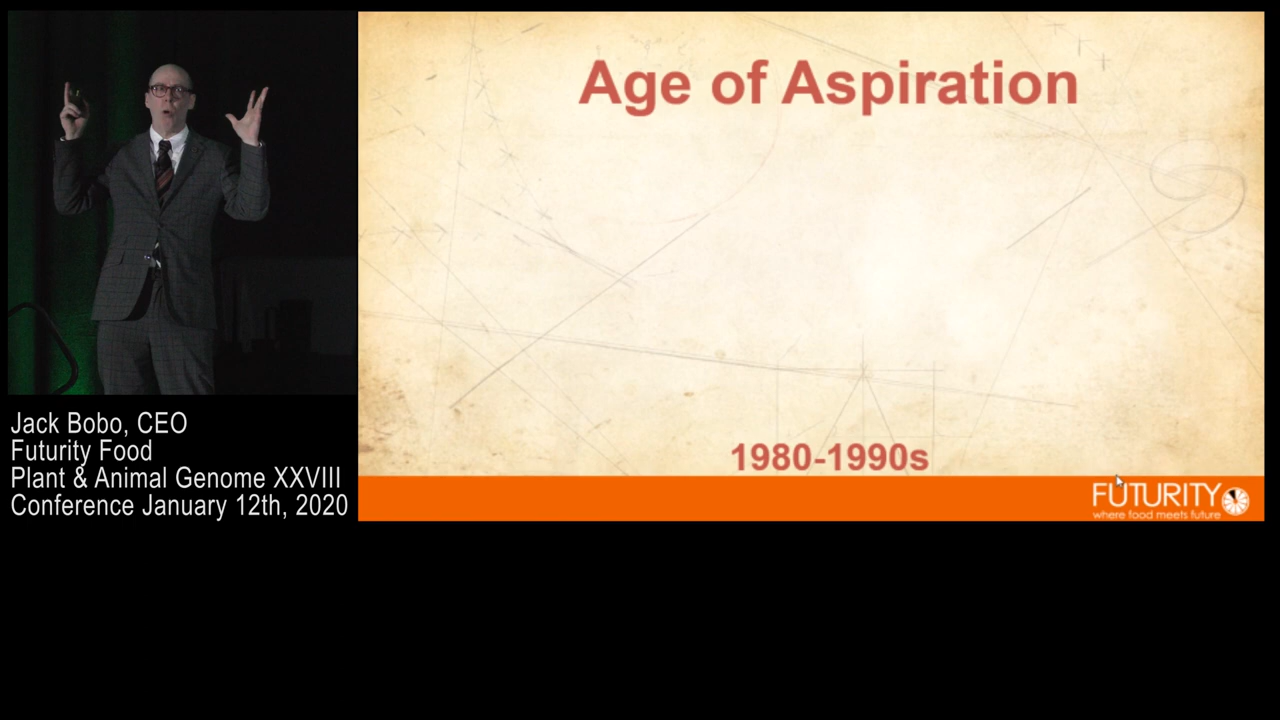 Age of Aspiration
1980-1990s
FUTURITY
where food meets future
Jack Bobo, CEO
Futurity Food
Plant & Animal Genome XXVIII
Conference January 12th, 2020